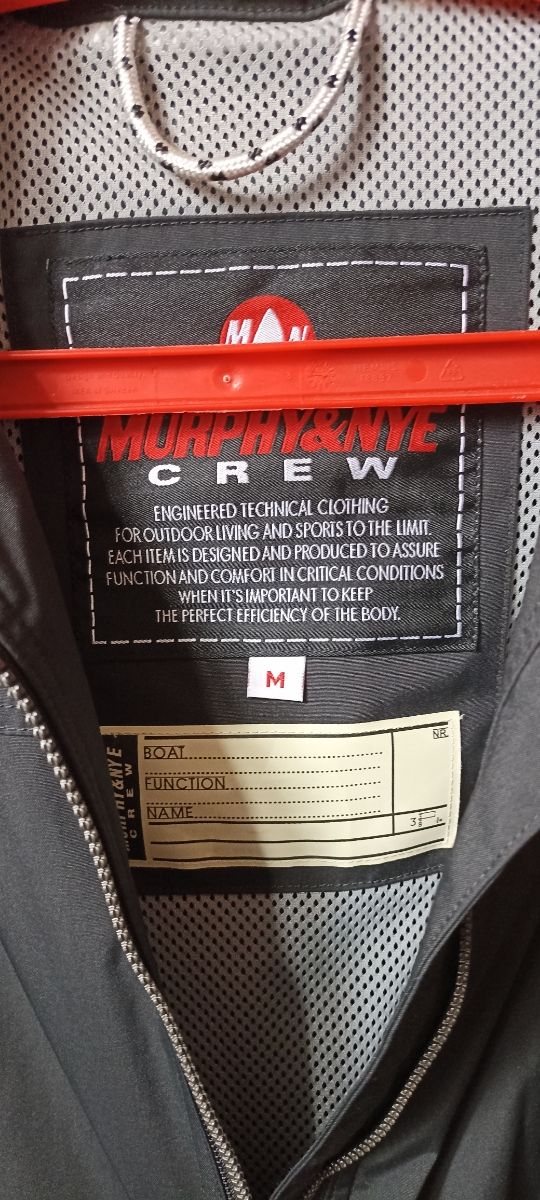 M N
MURPHY&NYE
CREW
ENGINEERED TECHNICAL CLOTHING
FOR OUTDOOR LIVING AND SPORTS TO THE LIMIT.
EACH ITEM IS DESIGNED AND PRODUCED TO ASSURE
FUNCTION AND COMFORT IN CRITICAL CONDITIONS
WHEN IT'S IMPORTANT TO KEEP
THE PERFECT EFFICIENCY OF THE BODY.
M
MURPHY&NYE
CREW
NR.
BOAT
FUNCTION
NAME